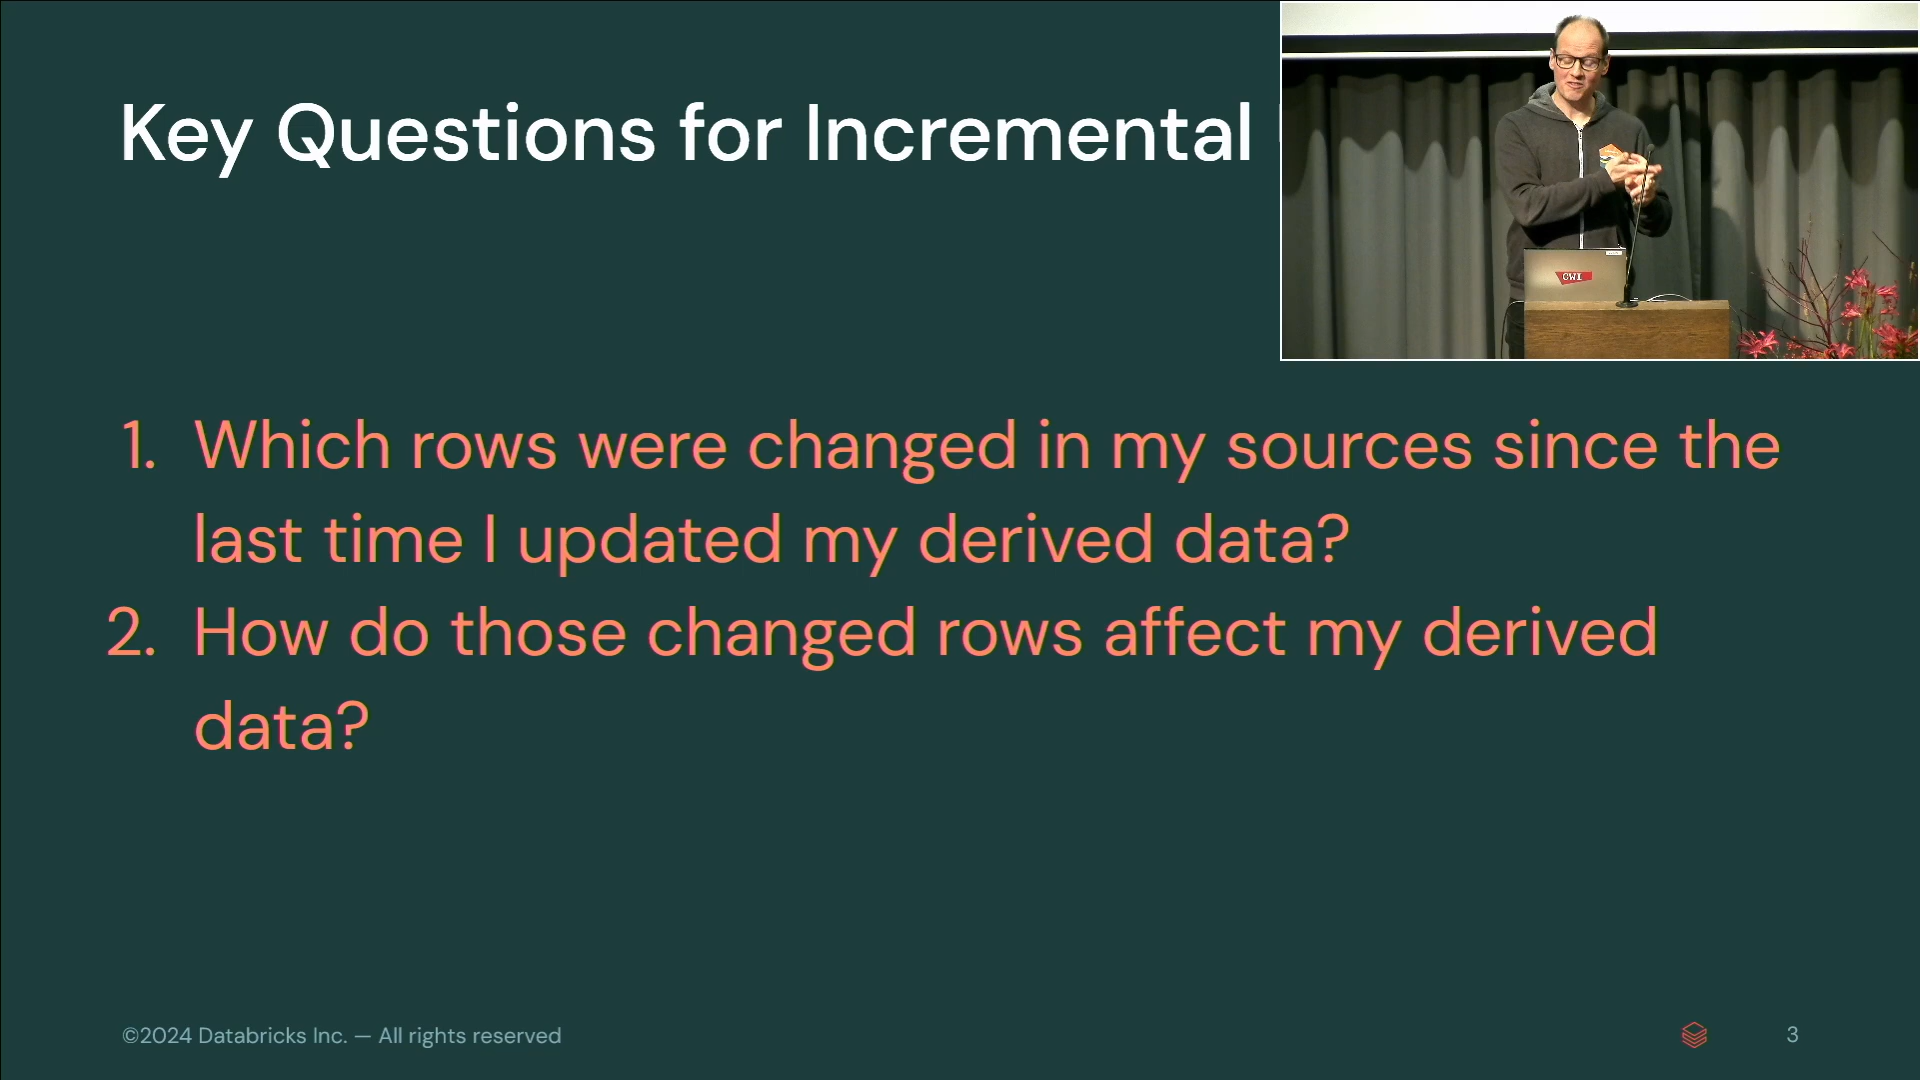 Key Questions for Incremental
CWI
1. Which rows were changed in my sources since the
last time I updated my derived data?
2. How do those changed rows affect my derived
data?
©2024 Databricks Inc. — All rights reserved
3